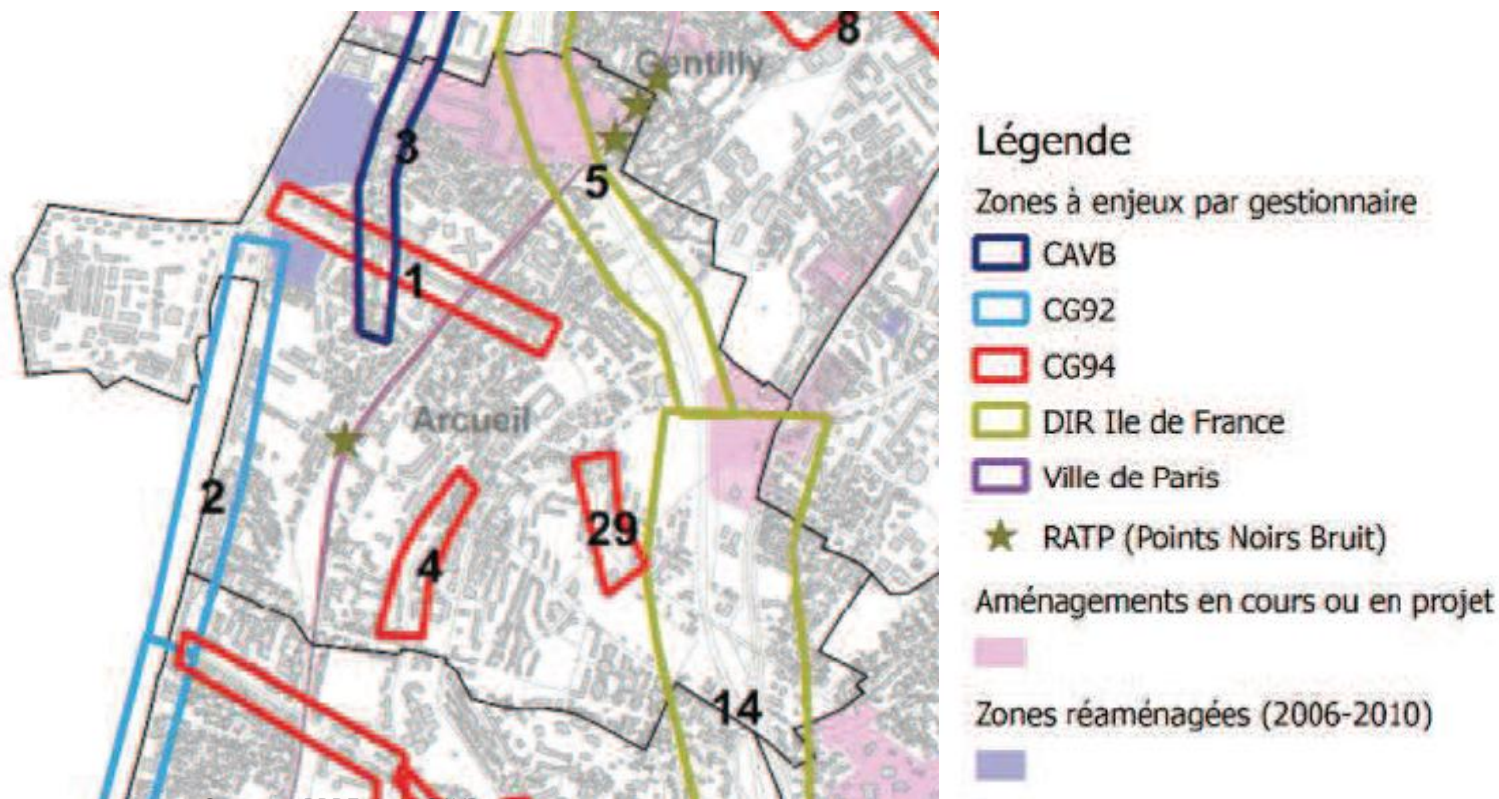 8
Gentilly
3
5
1
Arcueil
2
29
4
14
Légende
Zones à enjeux par gestionnaire
CAVB
CG92
CG94
DIR Ile de France
Ville de Paris
RATP (Points Noirs Bruit)
Aménagements en cours ou en projet
Zones réaménagées (2006-2010)